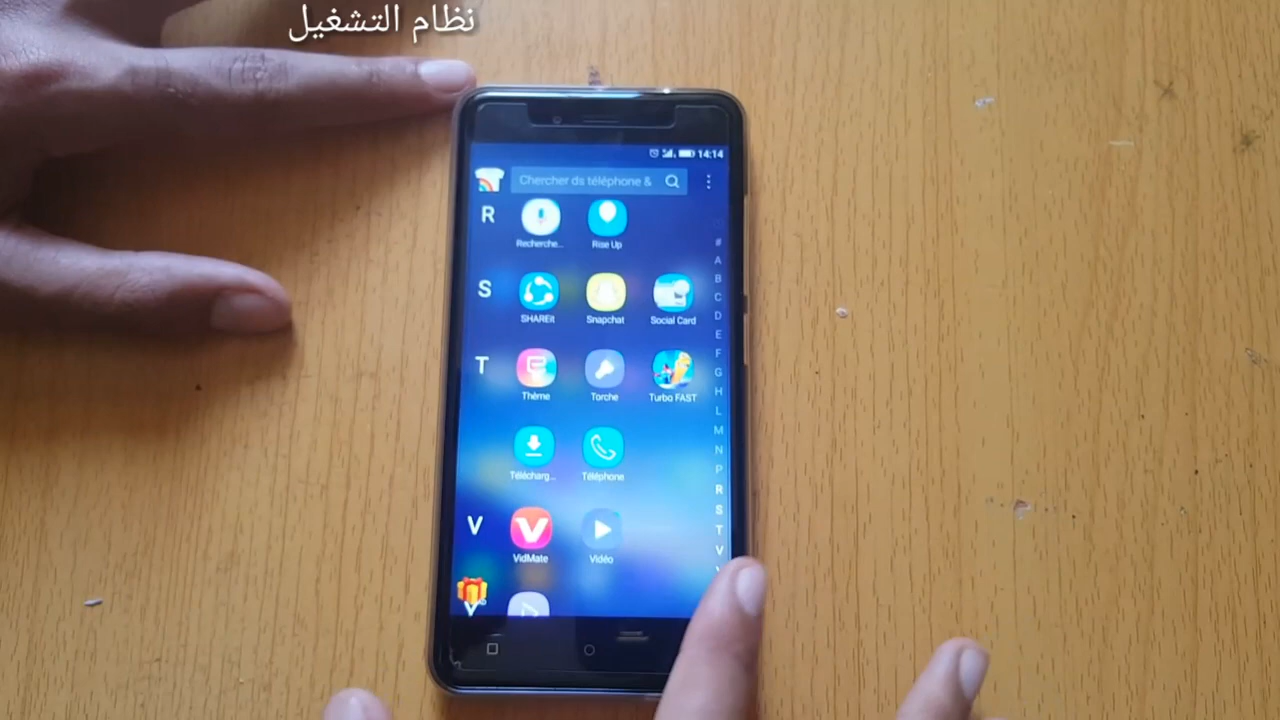 نظام التشغيل
14:14
Chercher ds téléphone &
R
Recherche...
Rise Up
S
SHAREit
Snapchat
Social Card
T
Thème
Torche
Turbo FAST
Télécharg...
Téléphone
V
VidMate
Vidéo
#
A
B
C
D
E
F
G
H
L
M
N
P
R
S
T
V